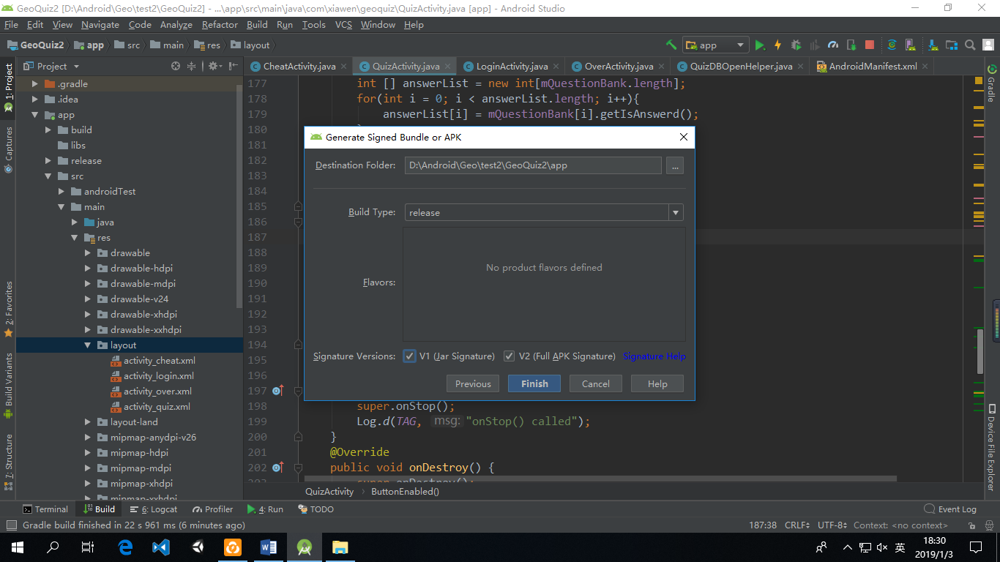 GeoQuiz2 [D:\Android\Geo\test2\GeoQuiz2] - ...\app\src\main\java\com\xiawen\geoquiz\QuizActivity.java [app] - Android Studio
File Edit View Navigate Code Analyze Refactor Build Run Tools VCS Window Help
GeoQuiz2 app src main res layout app
Project CheatActivity.java QuizActivity.java LoginActivity.java OverActivity.java QuizDBOpenHelper.java AndroidManifest.xml
1: Project
Captures
2: Favorites
Build Variants
7: Structure
.gradle
.idea
app
build
libs
release
src
androidTest
main
java
res
drawable
drawable-hdpi
drawable-mdpi
drawable-v24
drawable-xhdpi
drawable-xxhdpi
layout
activity_cheat.xml
activity_login.xml
activity_over.xml
activity_quiz.xml
layout-land
mipmap-anydpi-v26
mipmap-hdpi
mipmap-mdpi
mipmap-xhdpi
mipmap-xxhdpi
177 int [] answerList = new int[mQuestionBank.length];
178 for(int i = 0; i < answerList.length; i++){
179 answerList[i] = mQuestionBank[i].getIsAnswerd();
180 }
181
182
183
184
185
186
187
188
189
190
191
192
193
194
195
196
197
198 super.onStop();
199 Log.d(TAG, msg: "onStop() called");
200 }
201 @Override
202 public void onDestroy() {
203 super.onDestroy();
Generate Signed Bundle or APK
Destination Folder: D:\Android\Geo\test2\GeoQuiz2\app ...
Build Type: release
Flavors: No product flavors defined
Signature Versions: V1 (Jar Signature) V2 (Full APK Signature) Signature Help
Previous Finish Cancel Help
Gradle
Device File Explorer
QuizActivity ButtonEnabled()
Terminal Build 6: Logcat Profiler 4: Run TODO Event Log
Gradle build finished in 22 s 961 ms (6 minutes ago) 187:38 CRLF UTF-8 Context: <no context>
英 18:30
2019/1/3